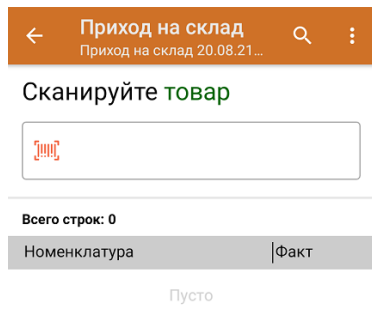 Приход на склад
Приход на склад 20.08.21...
Сканируйте товар
Всего строк: 0
Номенклатура Факт
Пусто